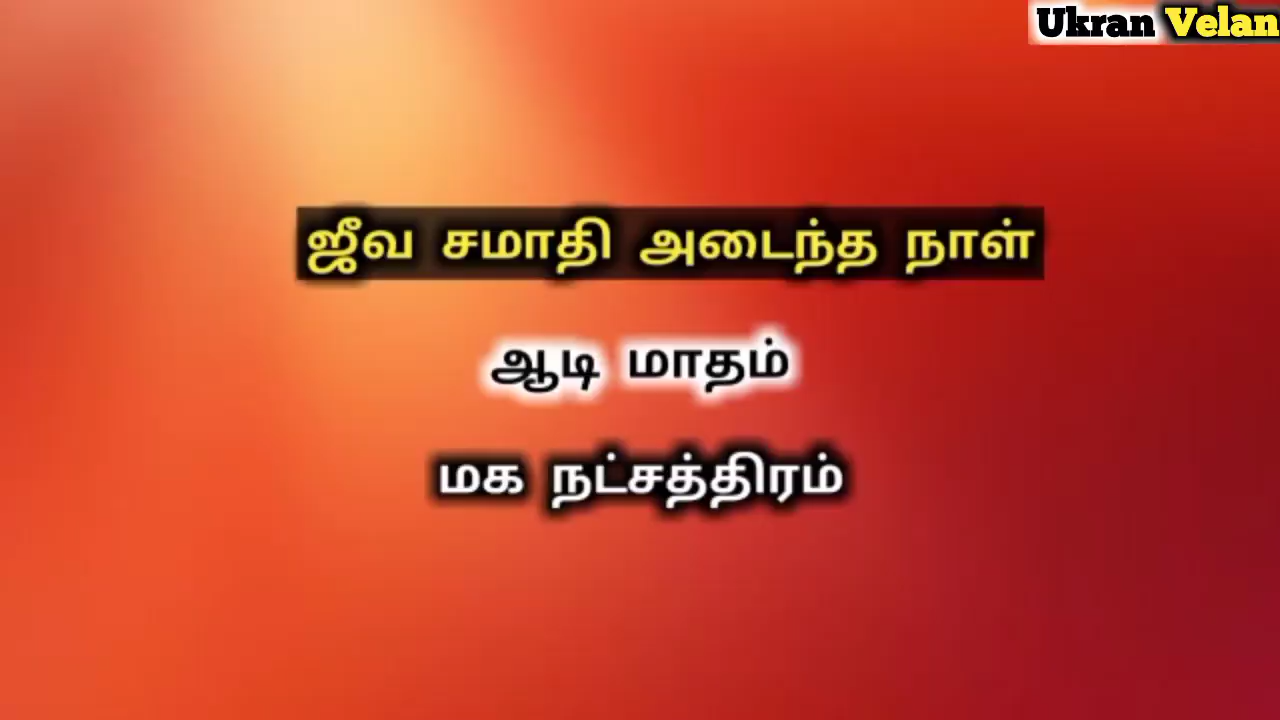 Ukran Velan
ஜீவ சமாதி அடைந்த நாள்
ஆடி மாதம்
மக நட்சத்திரம்